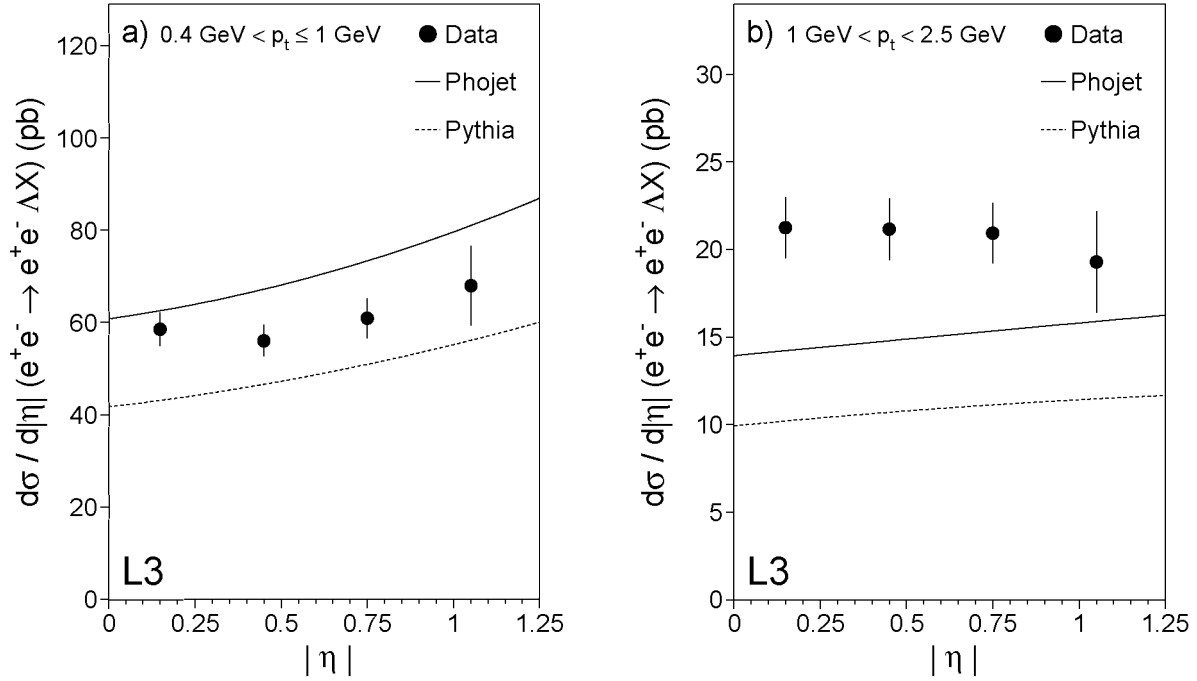 a) 0.4 GeV < p_t ≤ 1 GeV
Data
Phojet
Pythia
dσ / d|η| (e⁺e⁻ → e⁺e⁻ ΛX) (pb)
120
100
80
60
40
20
0
L3
0 0.25 0.5 0.75 1 1.25
| η |
b) 1 GeV < p_t < 2.5 GeV
Data
Phojet
Pythia
dσ / d|η| (e⁺e⁻ → e⁺e⁻ ΛX) (pb)
30
25
20
15
10
5
0
L3
0 0.25 0.5 0.75 1 1.25
| η |